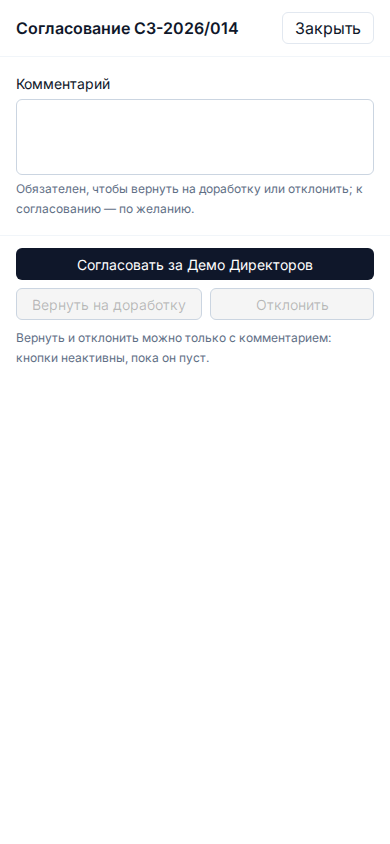 Согласование СЗ-2026/014
Закрыть
Комментарий
Обязателен, чтобы вернуть на доработку или отклонить; к
согласованию — по желанию.
Согласовать за Демо Директоров
Вернуть на доработку
Отклонить
Вернуть и отклонить можно только с комментарием:
кнопки неактивны, пока он пуст.